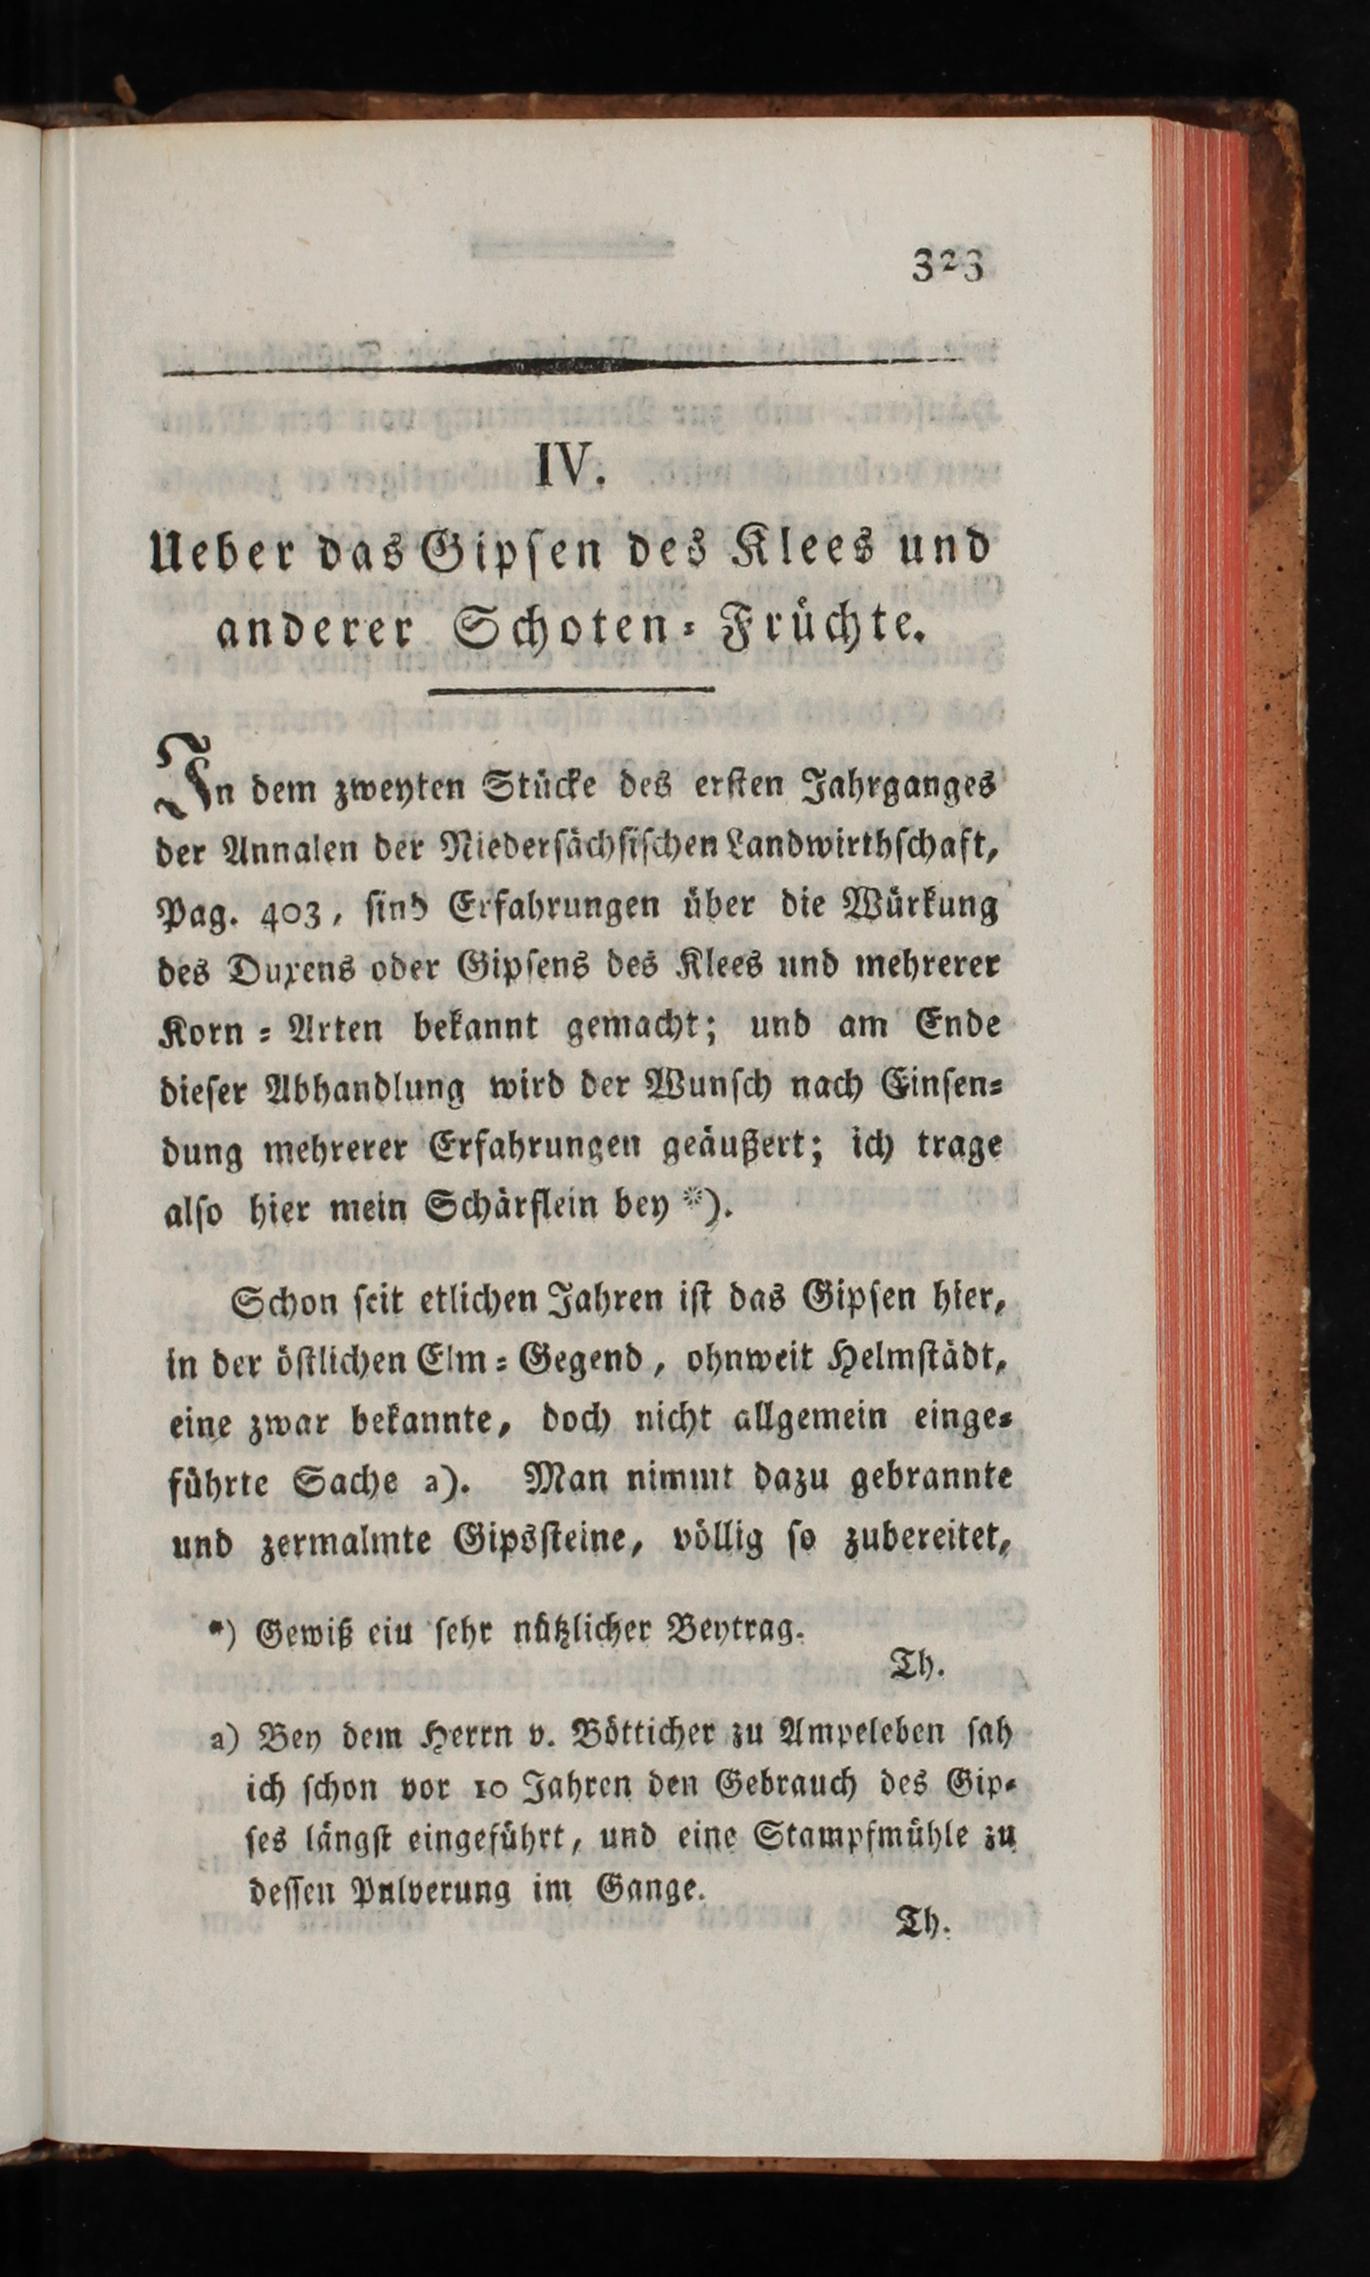 323
IV.
Ueber das Gipſen des Klees und
anderer Schoten-Früchte.
In dem zweyten Stücke des erſten Jahrganges
der Annalen der Niederſächſiſchen Landwirthſchaft,
Pag. 403, ſind Erfahrungen über die Würkung
des Duxens oder Gipſens des Klees und mehrerer
Korn-Arten bekannt gemacht; und am Ende
dieſer Abhandlung wird der Wunſch nach Einſen-
dung mehrerer Erfahrungen geäußert; ich trage
alſo hier mein Schärflein bey *).
Schon ſeit etlichen Jahren iſt das Gipſen hier,
in der öſtlichen Elm-Gegend, ohnweit Helmſtädt,
eine zwar bekannte, doch nicht allgemein einge-
führte Sache a). Man nimmt dazu gebrannte
und zermalmte Gipsſteine, völlig ſo zubereitet,
*) Gewiß eiu ſehr nützlicher Beytrag.
Th.
a) Bey dem Herrn v. Bötticher zu Ampeleben ſah
ich ſchon vor 10 Jahren den Gebrauch des Gip-
ſes längſt eingeführt, und eine Stampfmühle zu
deſſen Pulverung im Gange.
Th.